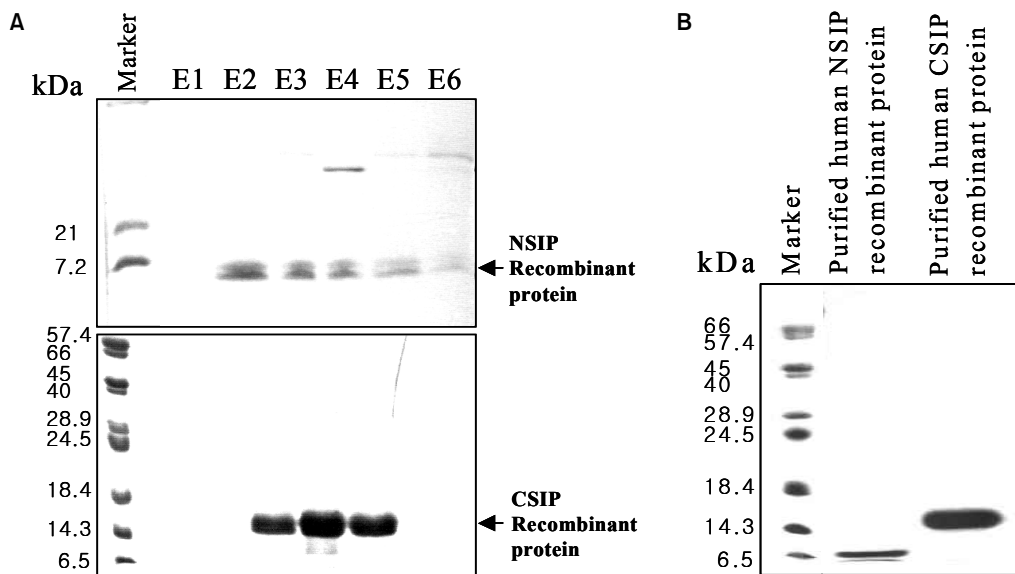 A
kDa
Marker
E1 E2 E3 E4 E5 E6
21
7.2
NSIP
Recombinant
protein
57.4
66
45
40
28.9
24.5
18.4
14.3
6.5
CSIP
Recombinant
protein
B
kDa
Marker
Purified human NSIP
recombinant protein
Purified human CSIP
recombinant protein
66
57.4
45
40
28.9
24.5
18.4
14.3
6.5